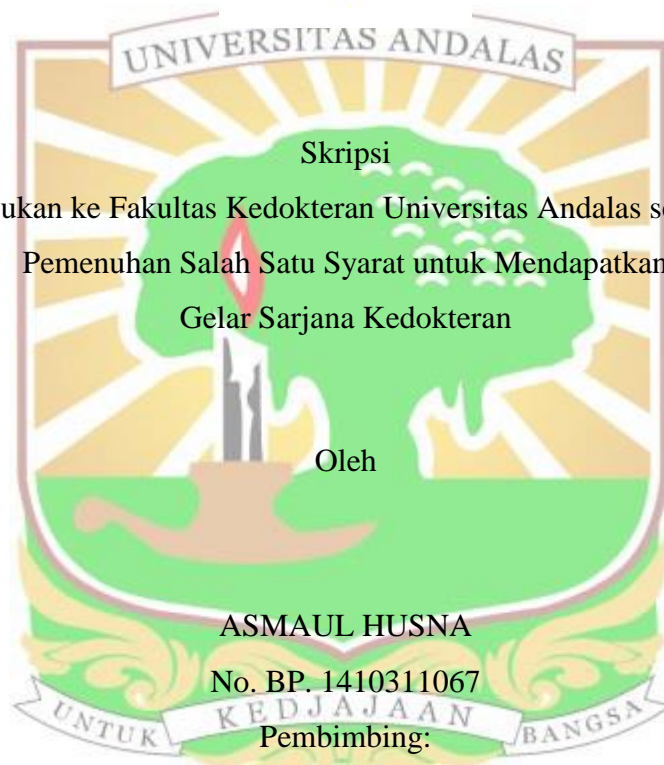 UNIVERSITAS ANDALAS
Skripsi
ukan ke Fakultas Kedokteran Universitas Andalas se
Pemenuhan Salah Satu Syarat untuk Mendapatkan
Gelar Sarjana Kedokteran
Oleh
ASMAUL HUSNA
No. BP. 1410311067
UNTUK KEDJAJAAN BANGSA
Pembimbing: